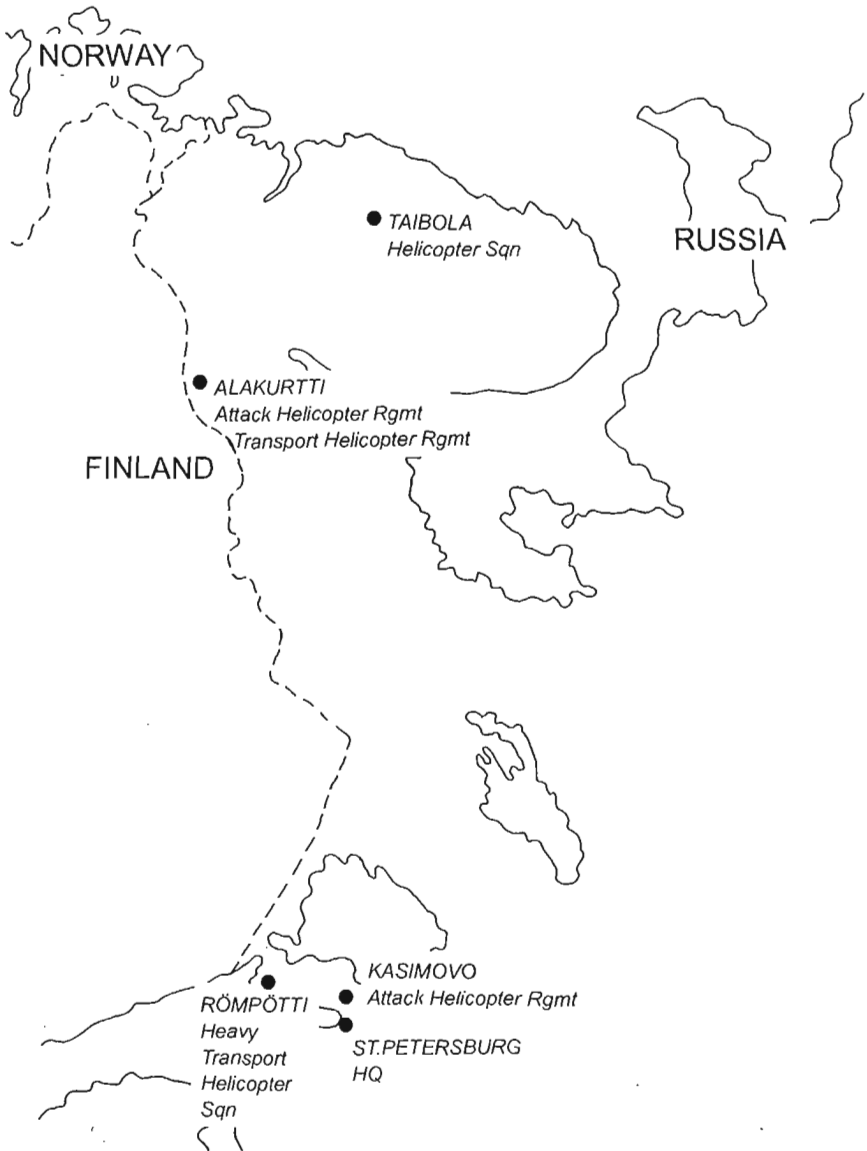 NORWAY
TAIBOLA
Helicopter Sqn
RUSSIA
ALAKURTTI
Attack Helicopter Rgmt
Transport Helicopter Rgmt
FINLAND
KASIMOVO
Attack Helicopter Rgmt
RÖMPÖTTI
Heavy
Transport
Helicopter
Sqn
ST.PETERSBURG
HQ